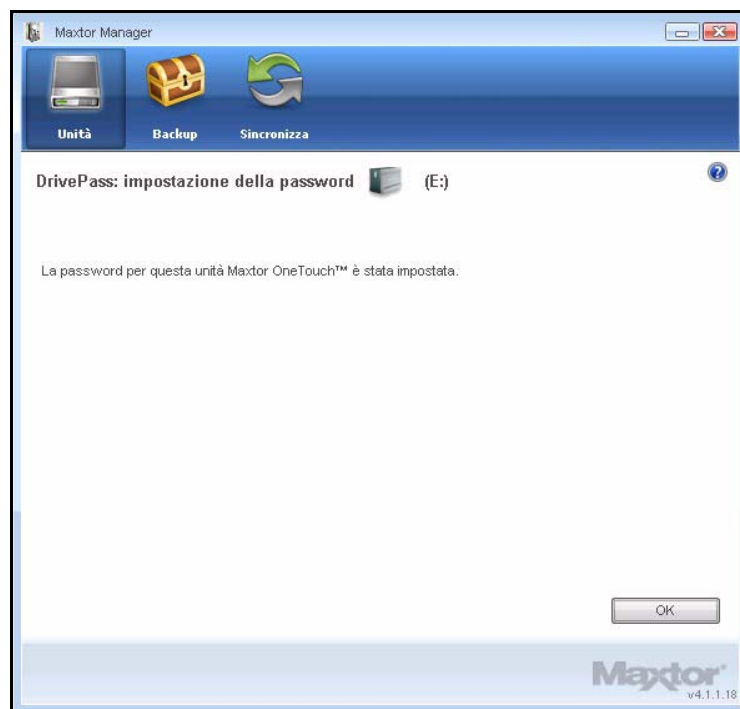 Maxtor Manager
Unità Backup Sincronizza
DrivePass: impostazione della password (E:)
La password per questa unità Maxtor OneTouch™ è stata impostata.
OK
Maxtor
v4.1.1.18